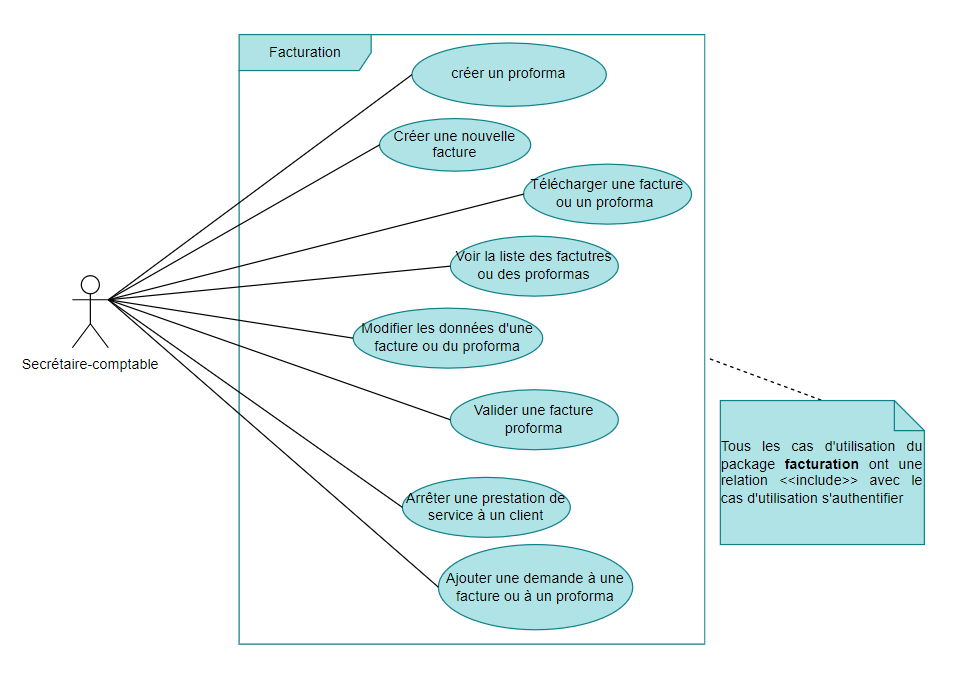 Facturation
créer un proforma
Créer une nouvelle
facture
Télécharger une facture
ou un proforma
Voir la liste des factutres
ou des proformas
Modifier les données d'une
facture ou du proforma
Secrétaire-comptable
Valider une facture
proforma
Tous les cas d'utilisation du
package facturation ont une
relation <<include>> avec le
cas d'utilisation s'authentifier
Arrêter une prestation de
service à un client
Ajouter une demande à une
facture ou à un proforma